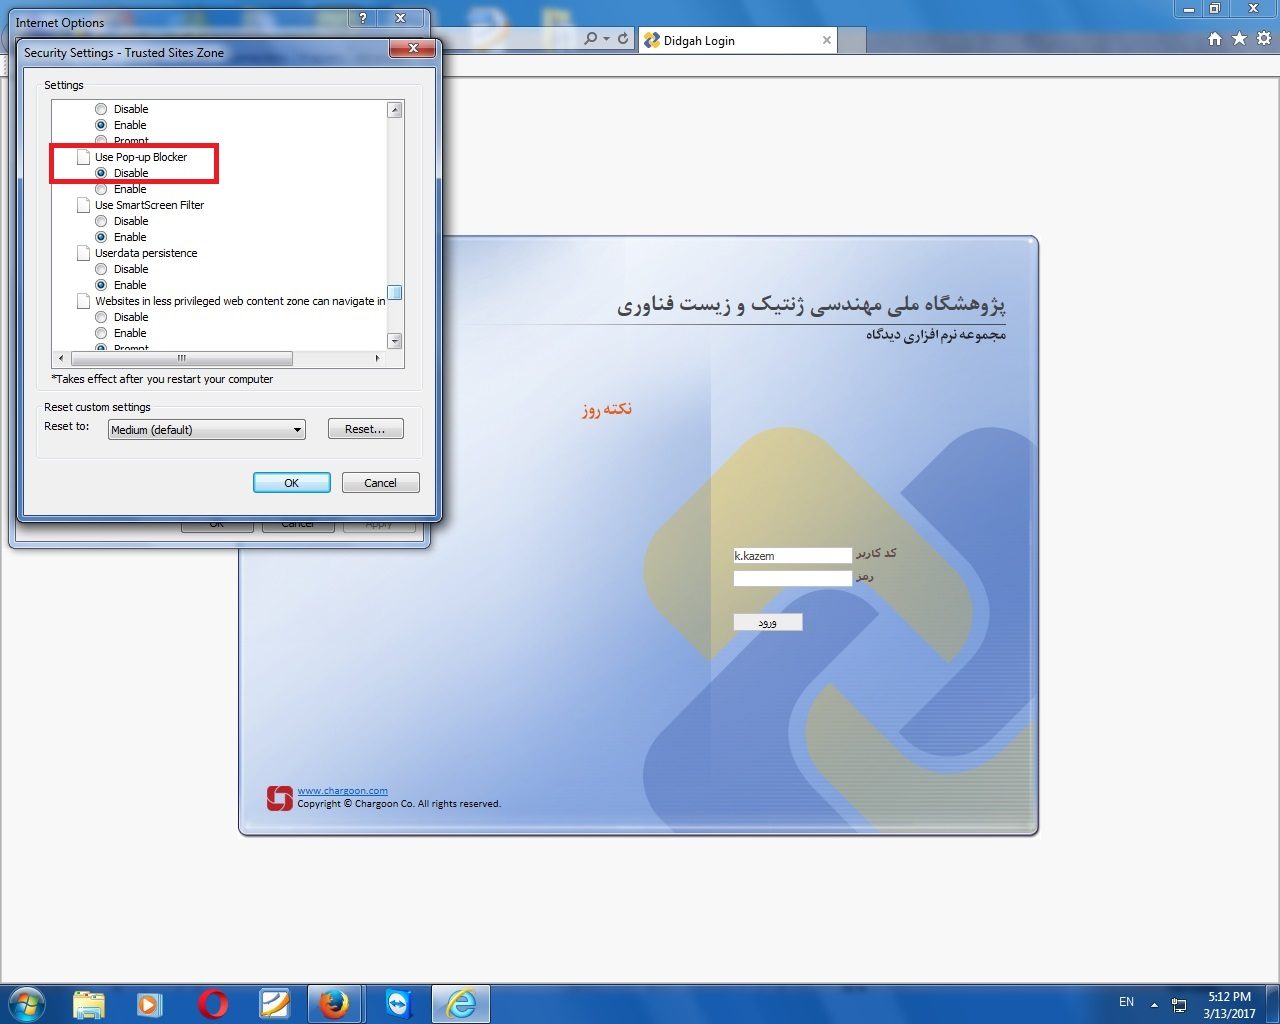 Internet Options
Security Settings - Trusted Sites Zone
Settings
Disable
Enable
Prompt
Use Pop-up Blocker
Disable
Enable
Use SmartScreen Filter
Disable
Enable
Userdata persistence
Disable
Enable
Websites in less privileged web content zone can navigate in
Disable
Enable
Prompt
*Takes effect after you restart your computer
Reset custom settings
Reset to:
Medium (default)
Reset...
OK
Cancel
OK
Cancel
Apply
Didgah Login
پژوهشگاه ملی مهندسی ژنتیک و زیست فناوری
مجموعه نرم افزاری دیدگاه
نکته روز
کد کاربر
k.kazem
رمز
ورود
www.chargoon.com
Copyright © Chargoon Co. All rights reserved.
EN
5:12 PM
3/13/2017